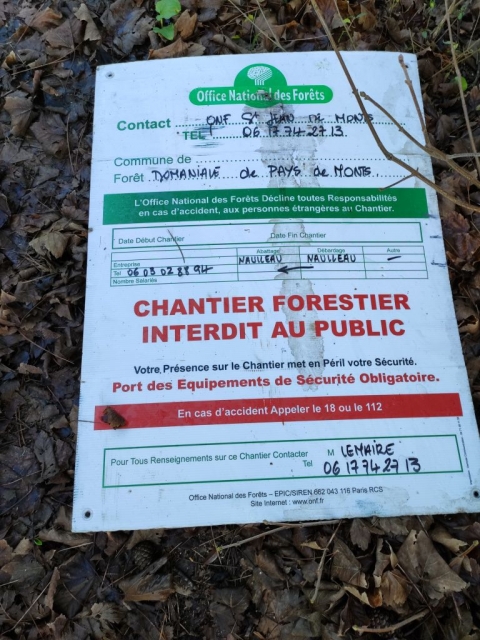 Office National des Forêts
Contact ONF St JEAN DE MONTS
TEL 06.17.74.27.13
Commune de
Forêt DOMANIALE de PAYS de MONTS
L'Office National des Forêts Décline toutes Responsabilités
en cas d'accident, aux personnes étrangères au Chantier.
Date Début Chantier Date Fin Chantier
Abattage Débardage Autre
Entreprise NAULLEAU NAULLEAU —
Tel 06 03 02 88 94 ←
Nombre Salariés
CHANTIER FORESTIER
INTERDIT AU PUBLIC
Votre Présence sur le Chantier met en Péril votre Sécurité.
Port des Equipements de Sécurité Obligatoire.
En cas d'accident Appeler le 18 ou le 112
Pour Tous Renseignements sur ce Chantier Contacter M LEMAIRE
Tel 06 17 74 27 13
Office National des Forêts – EPIC/SIREN 662 043 116 Paris RCS
Site Internet : www.onf.fr